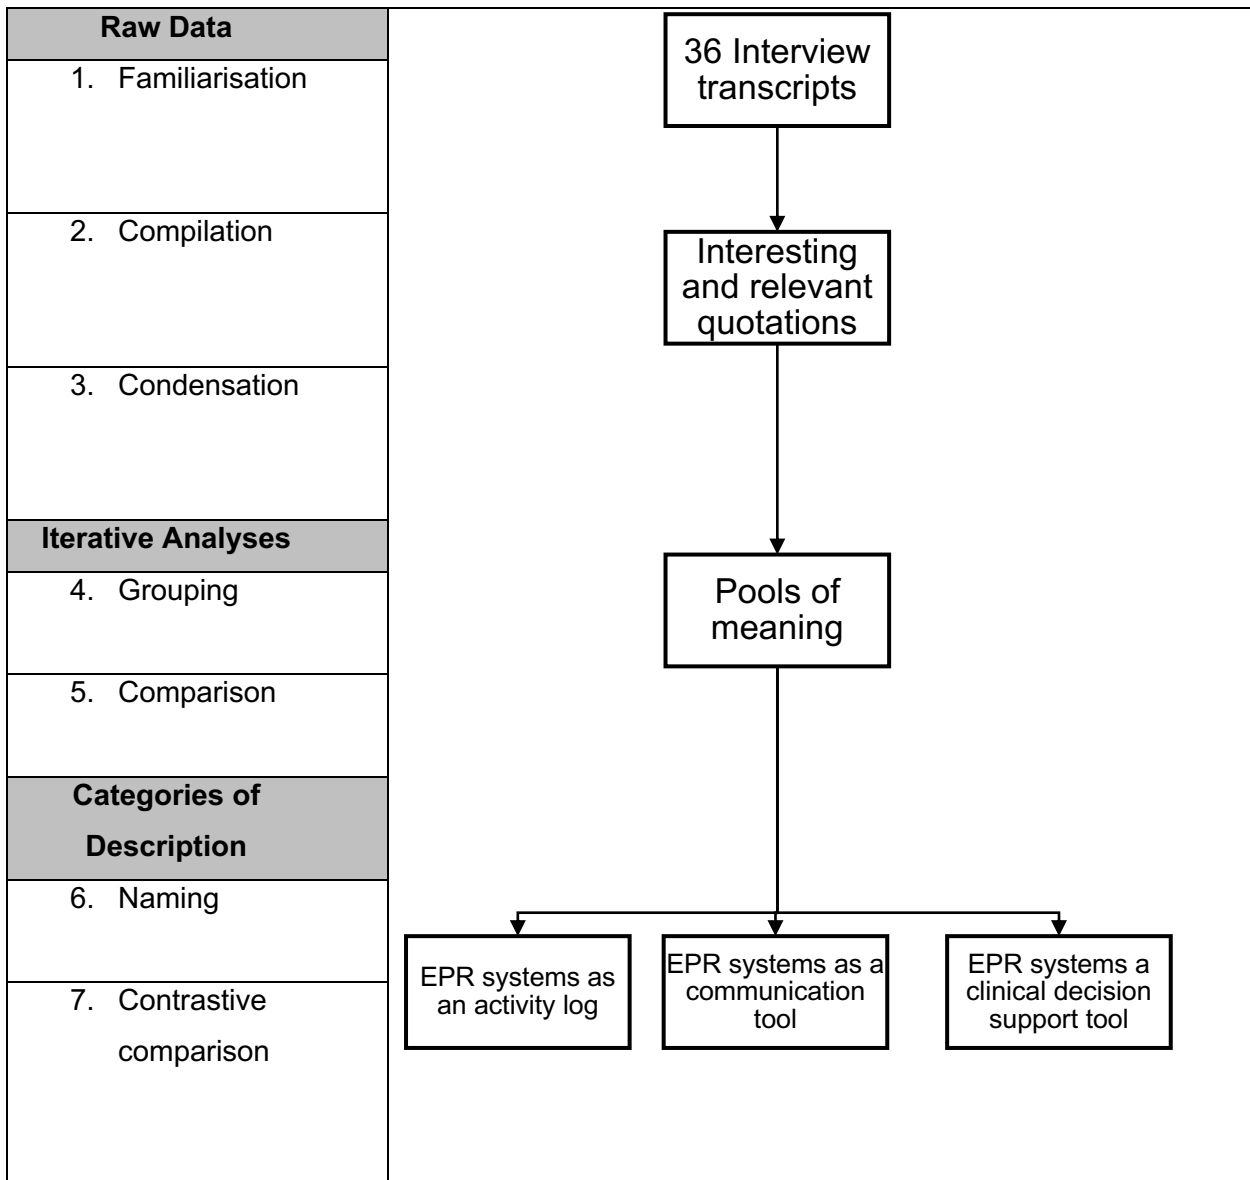 Raw Data
1. Familiarisation
2. Compilation
3. Condensation
Iterative Analyses
4. Grouping
5. Comparison
Categories of
Description
6. Naming
7. Contrastive
comparison
36 Interview
transcripts
Interesting
and relevant
quotations
Pools of
meaning
EPR systems as
an activity log
EPR systems as a
communication
tool
EPR systems a
clinical decision
support tool